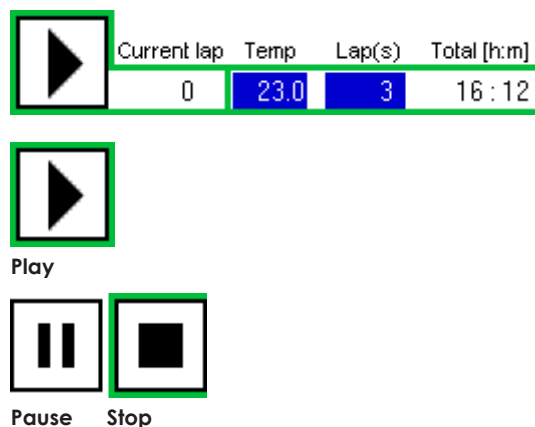 Current lap Temp Lap(s) Total [h:m]
0 23.0 3 16 : 12
Play
Pause Stop